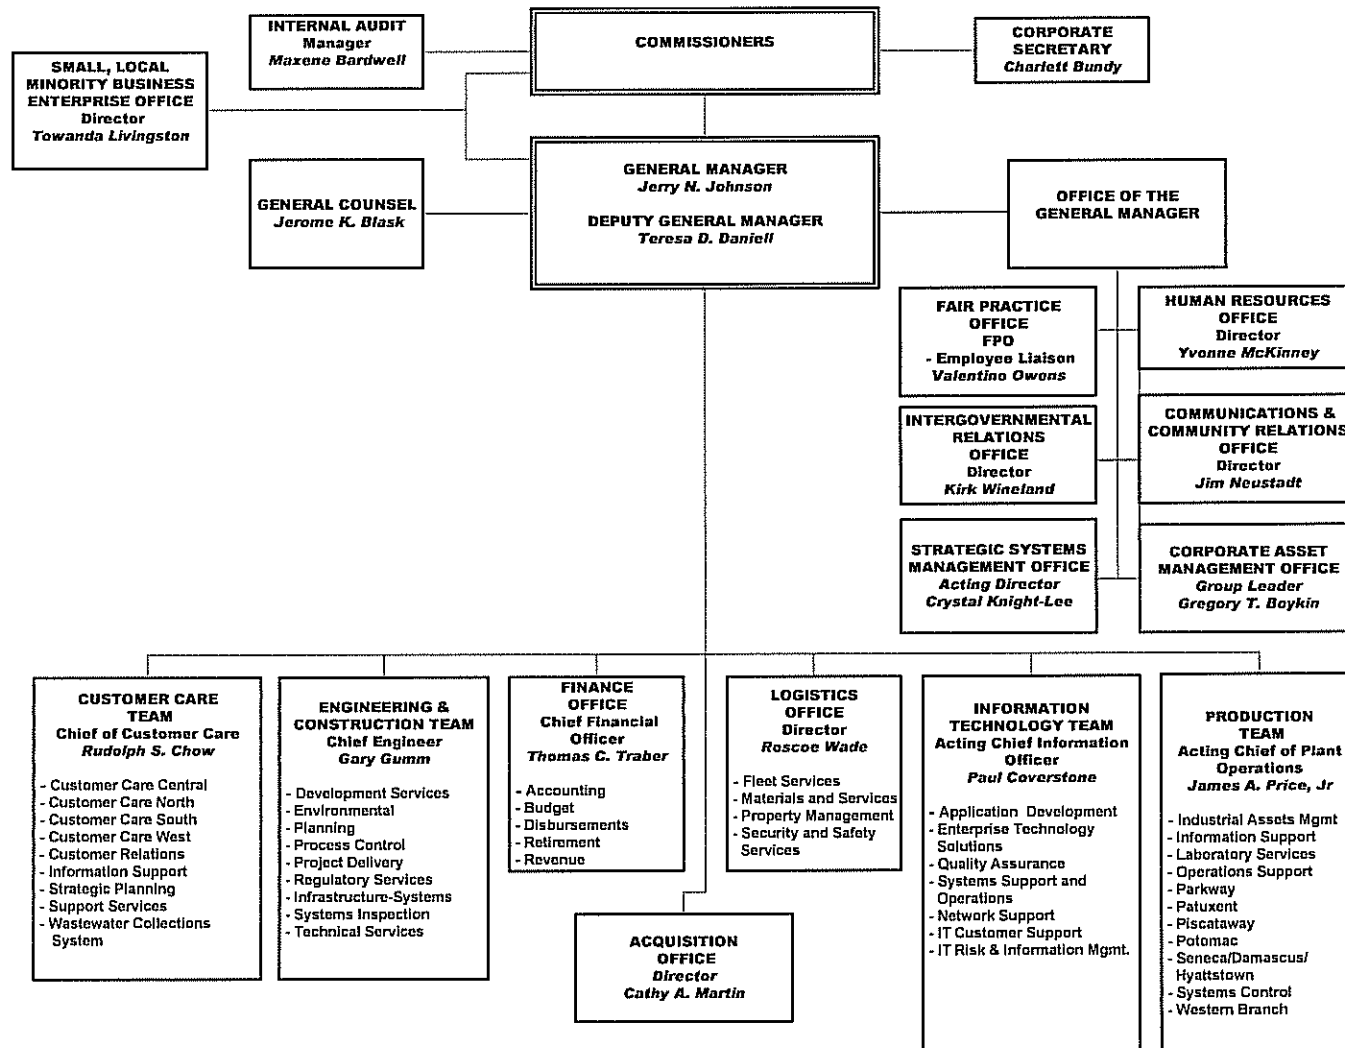 INTERNAL AUDIT
Manager
Maxene Bardwell
COMMISSIONERS
CORPORATE
SECRETARY
Charlett Bundy
SMALL, LOCAL
MINORITY BUSINESS
ENTERPRISE OFFICE
Director
Towanda Livingston
GENERAL COUNSEL
Jerome K. Blask
GENERAL MANAGER
Jerry N. Johnson
DEPUTY GENERAL MANAGER
Teresa D. Daniell
OFFICE OF THE
GENERAL MANAGER
FAIR PRACTICE
OFFICE
FPO
- Employee Liaison
Valentino Owens
HUMAN RESOURCES
OFFICE
Director
Yvonne McKinney
INTERGOVERNMENTAL
RELATIONS
OFFICE
Director
Kirk Wineland
COMMUNICATIONS &
COMMUNITY RELATIONS
OFFICE
Director
Jim Neustadt
STRATEGIC SYSTEMS
MANAGEMENT OFFICE
Acting Director
Crystal Knight-Lee
CORPORATE ASSET
MANAGEMENT OFFICE
Group Leader
Gregory T. Boykin
CUSTOMER CARE
TEAM
Chief of Customer Care
Rudolph S. Chow
- Customer Care Central
- Customer Care North
- Customer Care South
- Customer Care West
- Customer Relations
- Information Support
- Strategic Planning
- Support Services
- Wastewater Collections
System
ENGINEERING &
CONSTRUCTION TEAM
Chief Engineer
Gary Gumm
- Development Services
- Environmental
- Planning
- Process Control
- Project Delivery
- Regulatory Services
- Infrastructure-Systems
- Systems Inspection
- Technical Services
FINANCE
OFFICE
Chief Financial
Officer
Thomas C. Traber
- Accounting
- Budget
- Disbursements
- Retirement
- Revenue
LOGISTICS
OFFICE
Director
Roscoe Wade
- Fleet Services
- Materials and Services
- Property Management
- Security and Safety
Services
INFORMATION
TECHNOLOGY TEAM
Acting Chief Information
Officer
Paul Coverstone
- Application Development
- Enterprise Technology
Solutions
- Quality Assurance
- Systems Support and
Operations
- Network Support
- IT Customer Support
- IT Risk & Information Mgmt.
PRODUCTION
TEAM
Acting Chief of Plant
Operations
James A. Price, Jr
- Industrial Assets Mgmt
- Information Support
- Laboratory Services
- Operations Support
- Parkway
- Patuxent
- Piscataway
- Potomac
- Seneca/Damascus/
Hyattstown
- Systems Control
- Western Branch
ACQUISITION
OFFICE
Director
Cathy A. Martin